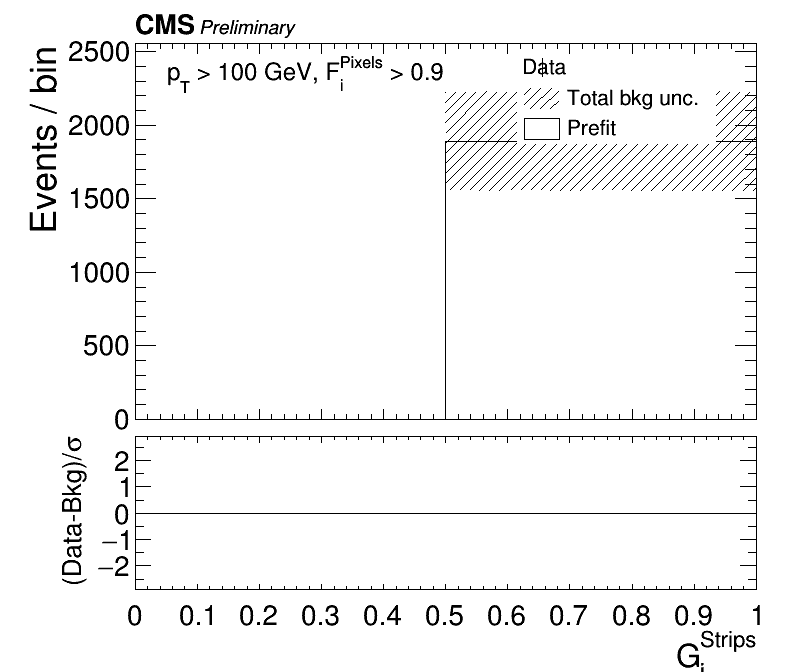 CMS Preliminary
Events / bin
2500
2000
1500
1000
500
0
p_T > 100 GeV, F_i^Pixels > 0.9
Data
Total bkg unc.
Prefit
(Data-Bkg)/σ
2
1
0
−1
−2
0 0.1 0.2 0.3 0.4 0.5 0.6 0.7 0.8 0.9 1
G_i^Strips